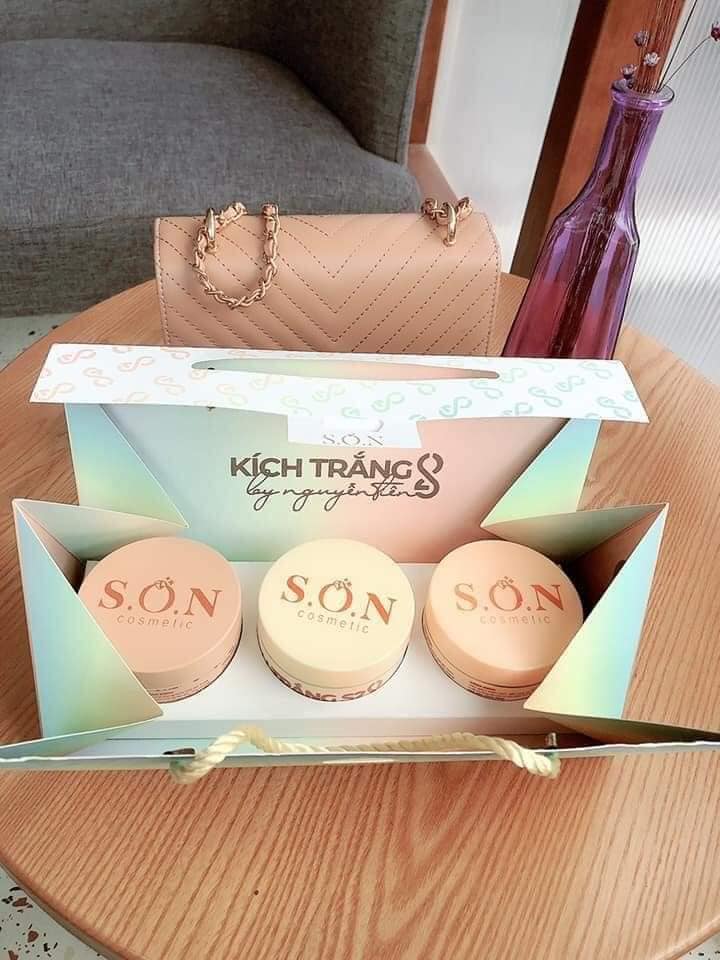 S.O.N
KÍCH TRẮNG
by nguyễn tiên
S.O.N
cosmetic
S.O.N
cosmetic
S.O.N
cosmetic